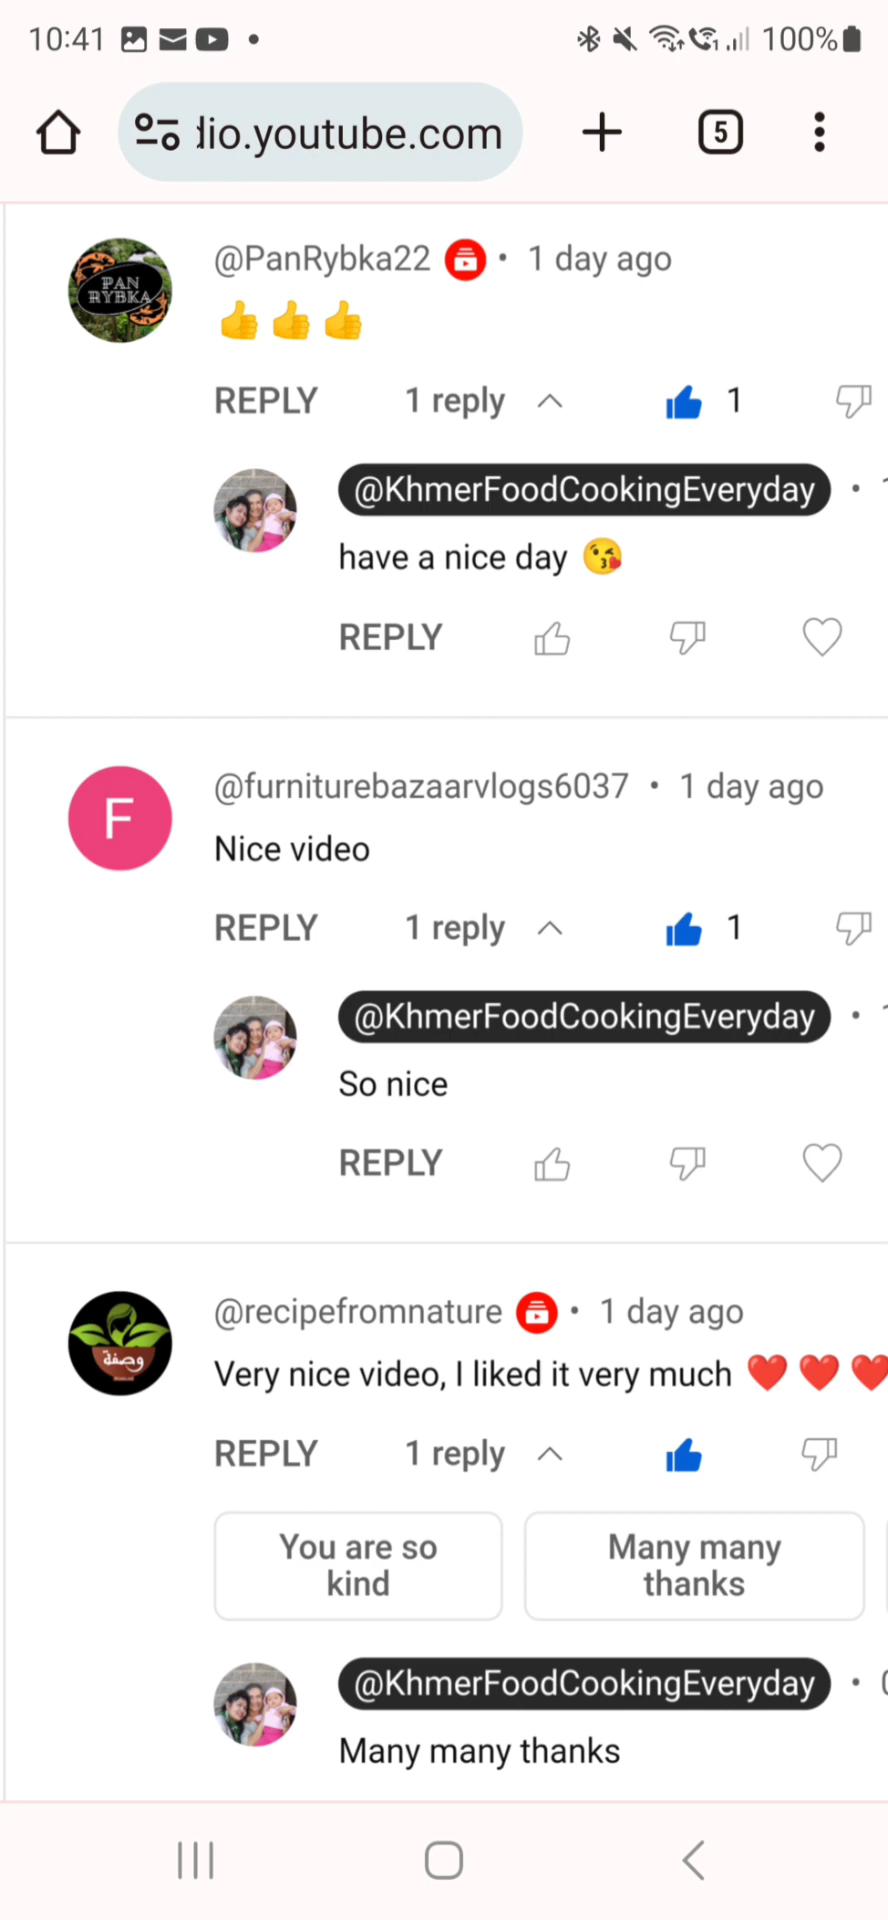 10:41
100%
dio.youtube.com
5
PAN
RYBKA
@PanRybka22 • 1 day ago
👍👍👍
REPLY 1 reply 1
@KhmerFoodCookingEveryday •
have a nice day 😘
REPLY
F
@furniturebazaarvlogs6037 • 1 day ago
Nice video
REPLY 1 reply 1
@KhmerFoodCookingEveryday •
So nice
REPLY
وصفة
@recipefromnature • 1 day ago
Very nice video, I liked it very much ❤️❤️❤️
REPLY 1 reply
You are so
kind
Many many
thanks
@KhmerFoodCookingEveryday •
Many many thanks